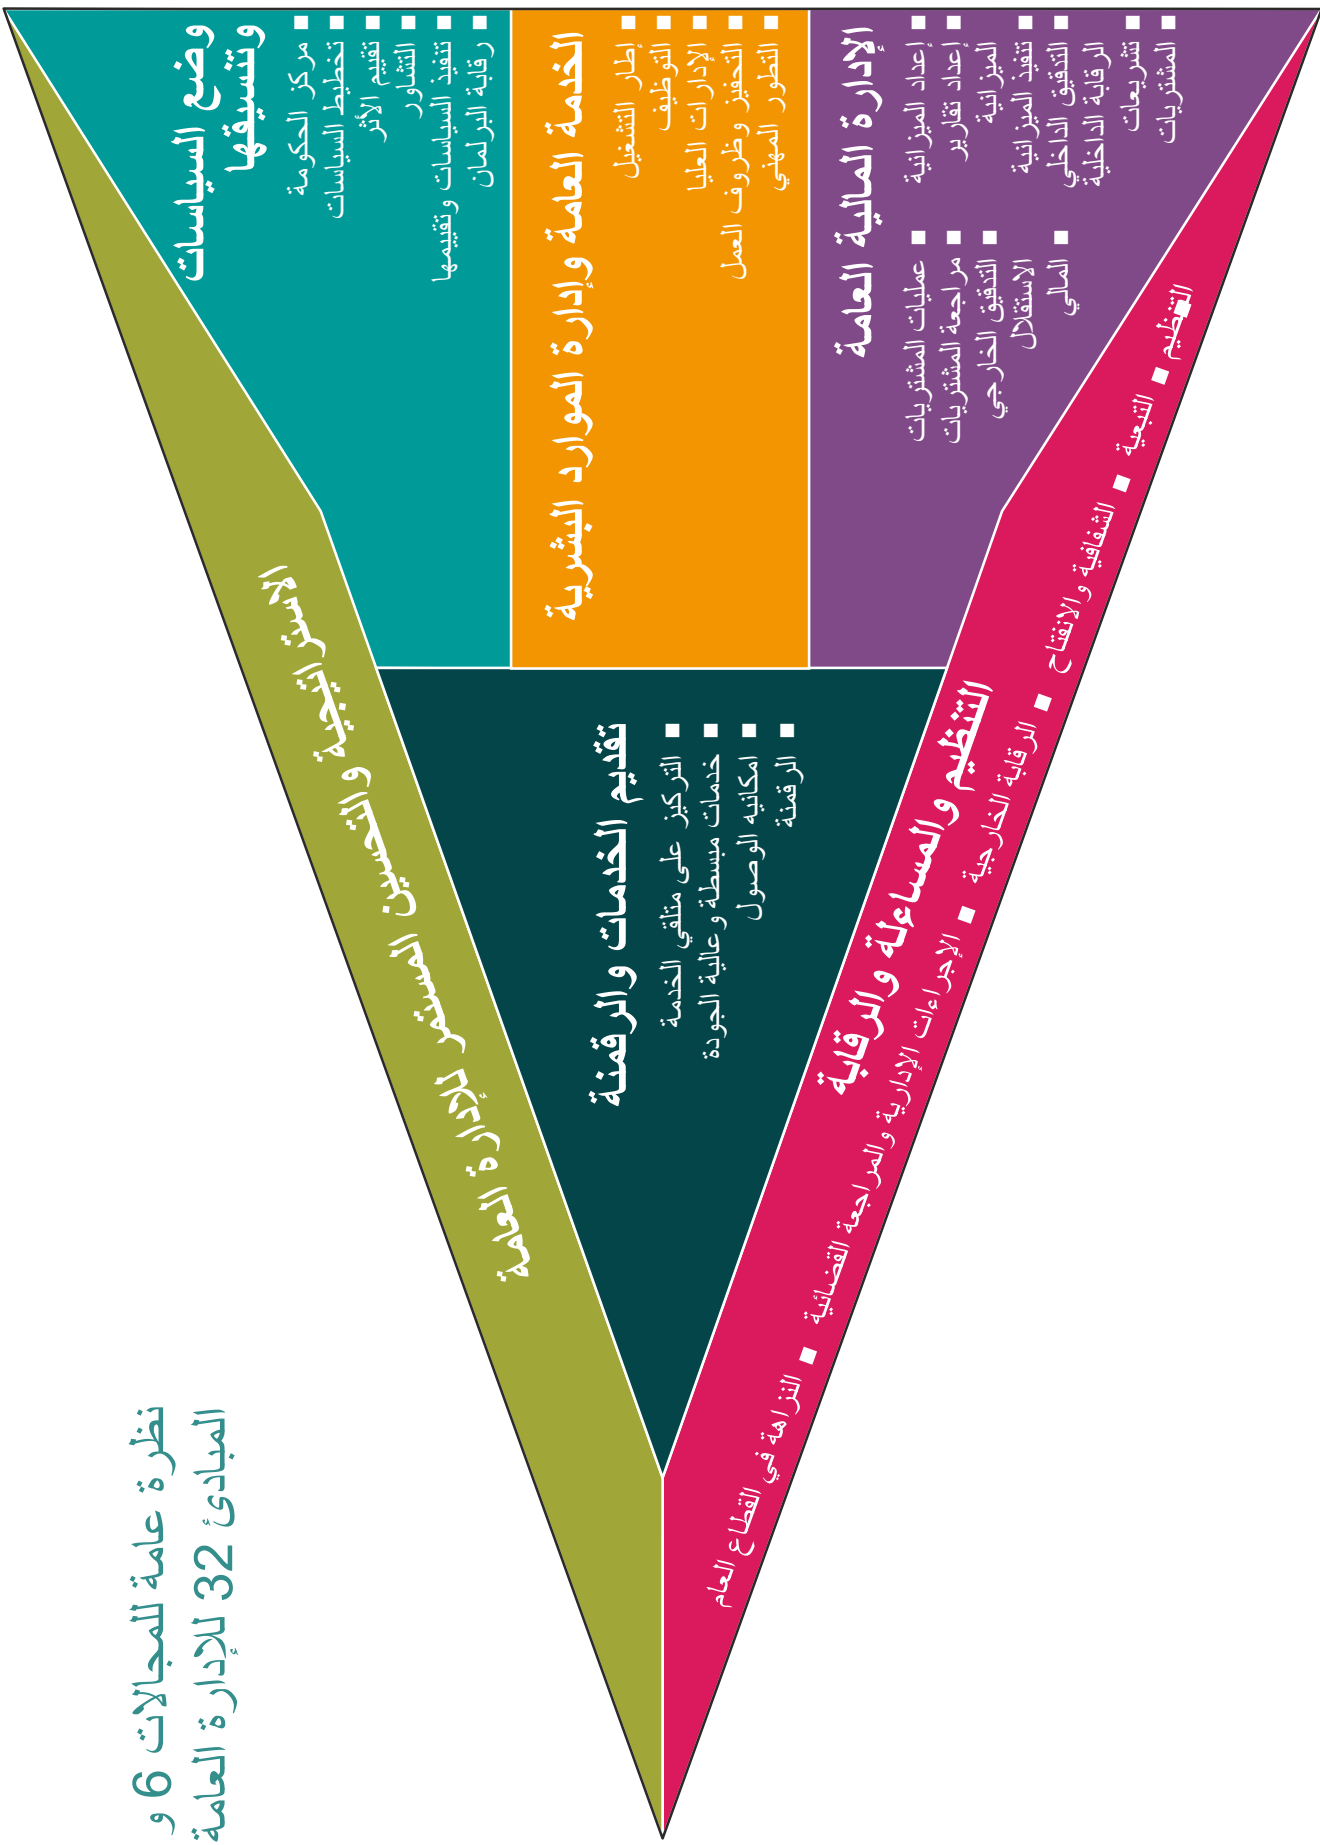 نظرة عامة للمجالات 6 و
المبادئ 32 للإدارة العامة
الاستراتيجية والتحسين المستمر للإدارة العامة
وضع السياسات
وتنسيقها
مركز الحكومة
تخطيط السياسات
تقييم الأثر
التشاور
تنفيذ السياسات وتقييمها
رقابة البرلمان
الخدمة العامة وإدارة الموارد البشرية
إطار التشغيل
التوظيف
الإدارات العليا
التحفيز وظروف العمل
التطور المهني
الإدارة المالية العامة
إعداد الميزانية
إعداد تقارير
الميزانية
تنفيذ الميزانية
التدقيق الداخلي
الرقابة الداخلية
تشريعات
المشتريات
عمليات المشتريات
مراجعة المشتريات
التدقيق الخارجي
الاستقلال
المالي
تقديم الخدمات والرقمنة
التركيز على متلقي الخدمة
خدمات مبسطة وعالية الجودة
امكانيه الوصول
الرقمنة
التنظيم والمساءلة والرقابة
التنظيم
التبعية
الشفافية والانفتاح
الرقابة الخارجية
الإجراءات الإدارية والمراجعة القضائية
النزاهة في القطاع العام